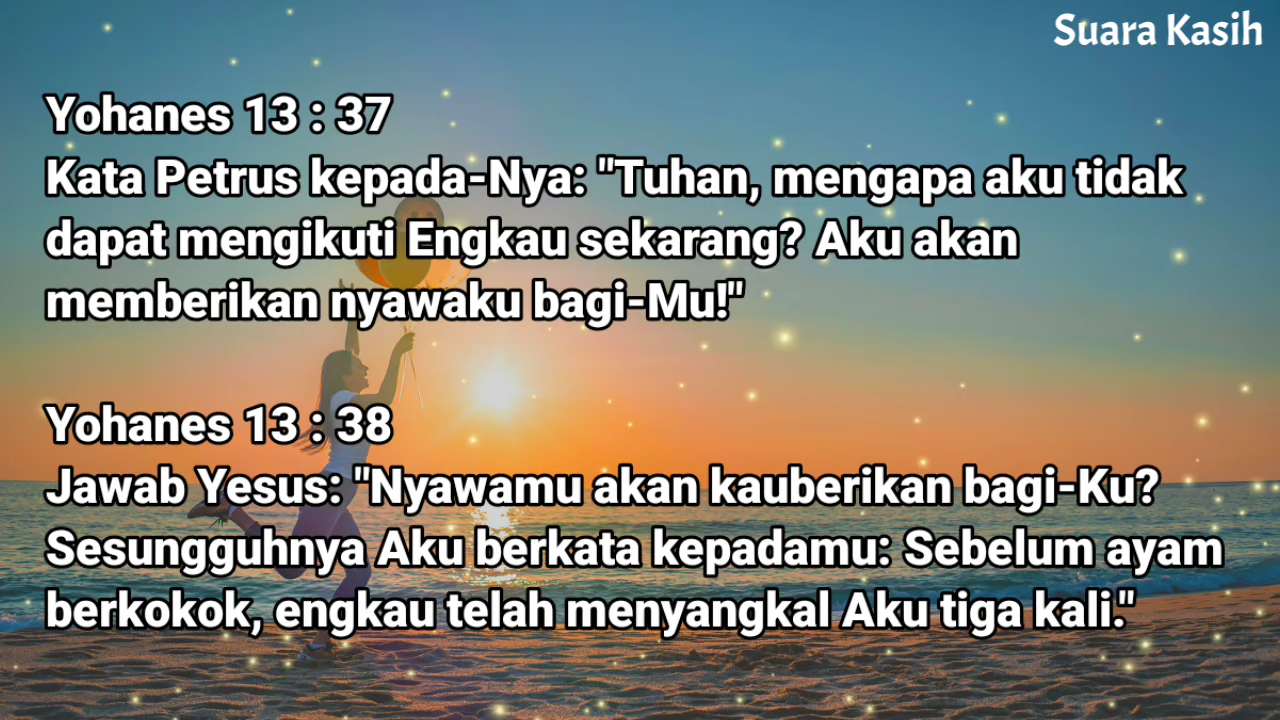 Suara Kasih
Yohanes 13 : 37
Kata Petrus kepada-Nya: "Tuhan, mengapa aku tidak
dapat mengikuti Engkau sekarang? Aku akan
memberikan nyawaku bagi-Mu!"
Yohanes 13 : 38
Jawab Yesus: "Nyawamu akan kauberikan bagi-Ku?
Sesungguhnya Aku berkata kepadamu: Sebelum ayam
berkokok, engkau telah menyangkal Aku tiga kali."